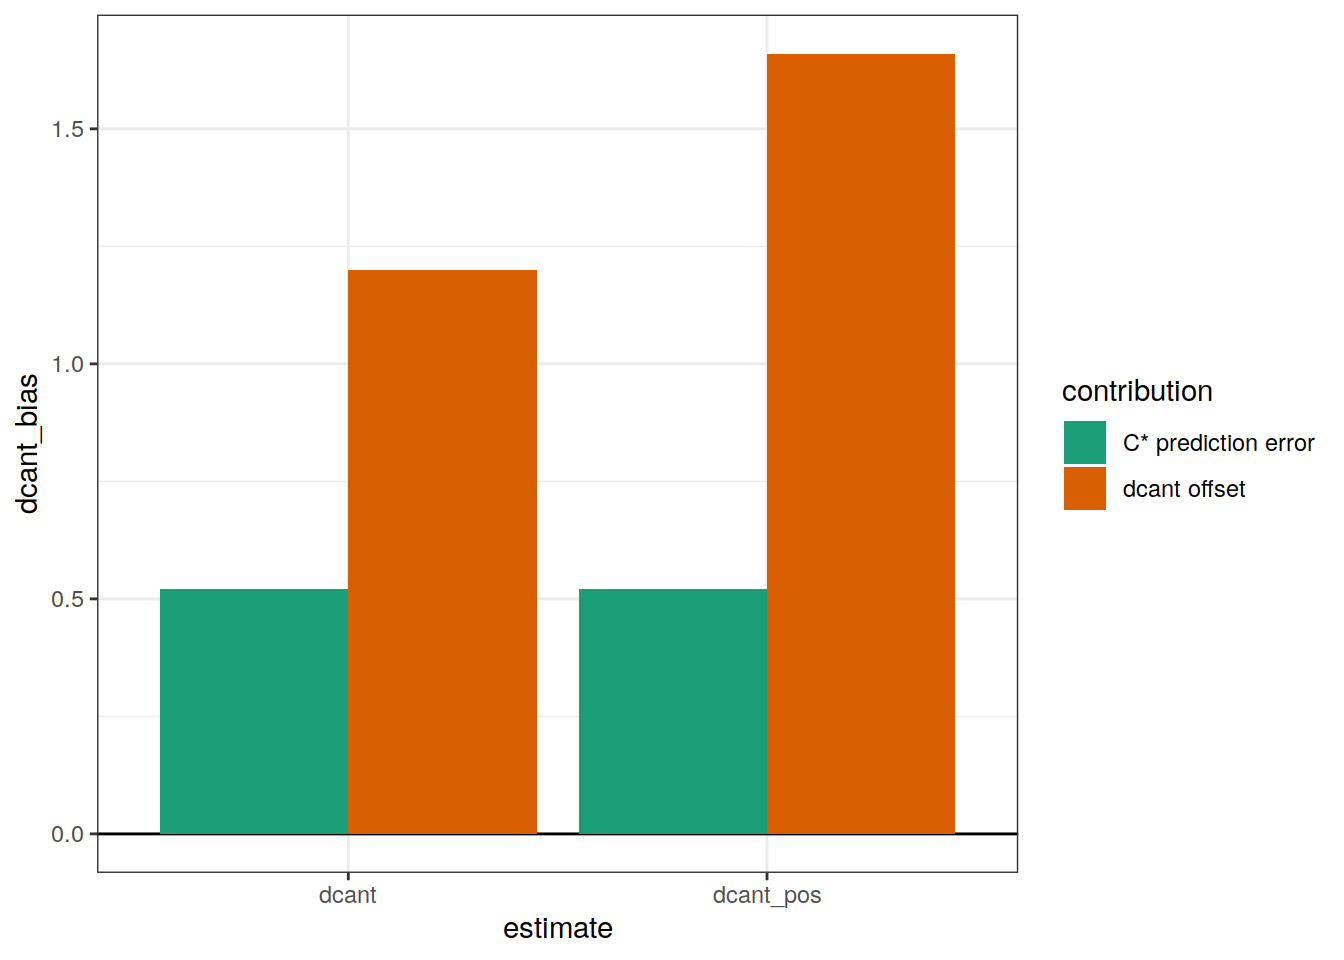 1.5
1.0
0.5
0.0
dcant_bias
dcant
dcant_pos
estimate
contribution
C* prediction error
dcant offset